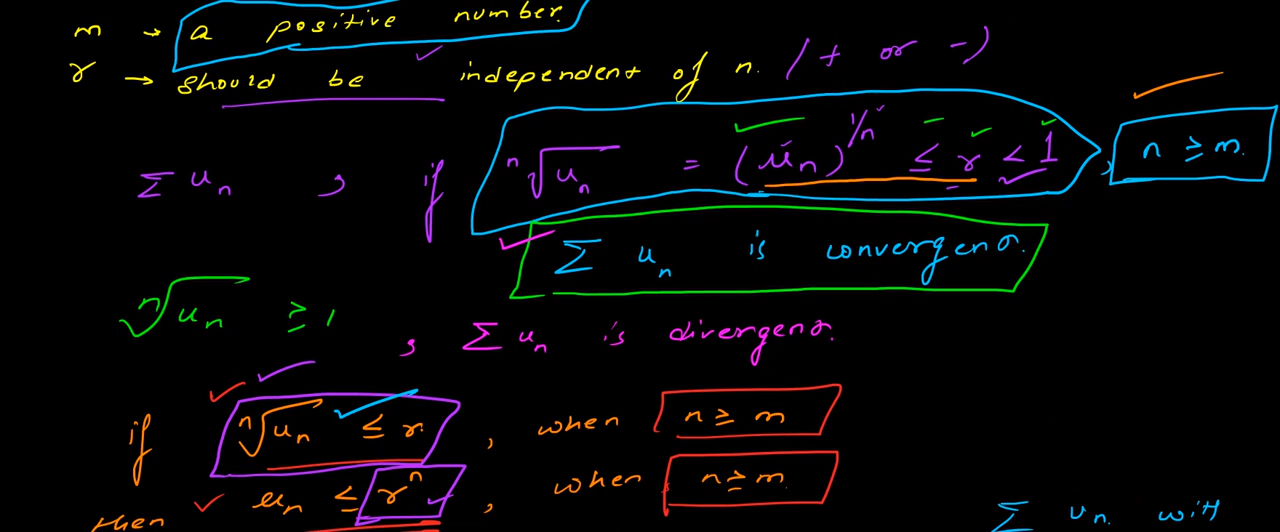 m → a positive number.
r → should be independent of n. (+ or -)
∑ uₙ , if ⁿ√uₙ = (uₙ)^1/n ≤ r < 1, n ≥ m.
∑ uₙ is convergent.
ⁿ√uₙ ≥ 1
, ∑ uₙ is divergent.
if ⁿ√uₙ ≤ r. , when n ≥ m
then uₙ ≤ rⁿ , when n ≥ m.
∑ uₙ with